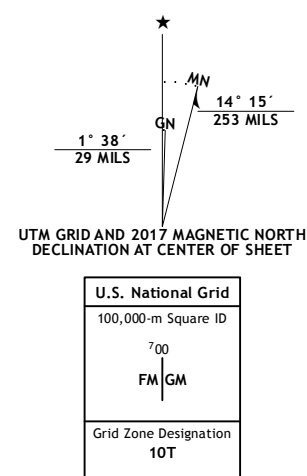 ★
MN
GN
14° 15´
253 MILS
1° 38´
29 MILS
UTM GRID AND 2017 MAGNETIC NORTH
DECLINATION AT CENTER OF SHEET
U.S. National Grid
100,000-m Square ID
⁷00
FM GM
Grid Zone Designation
10T